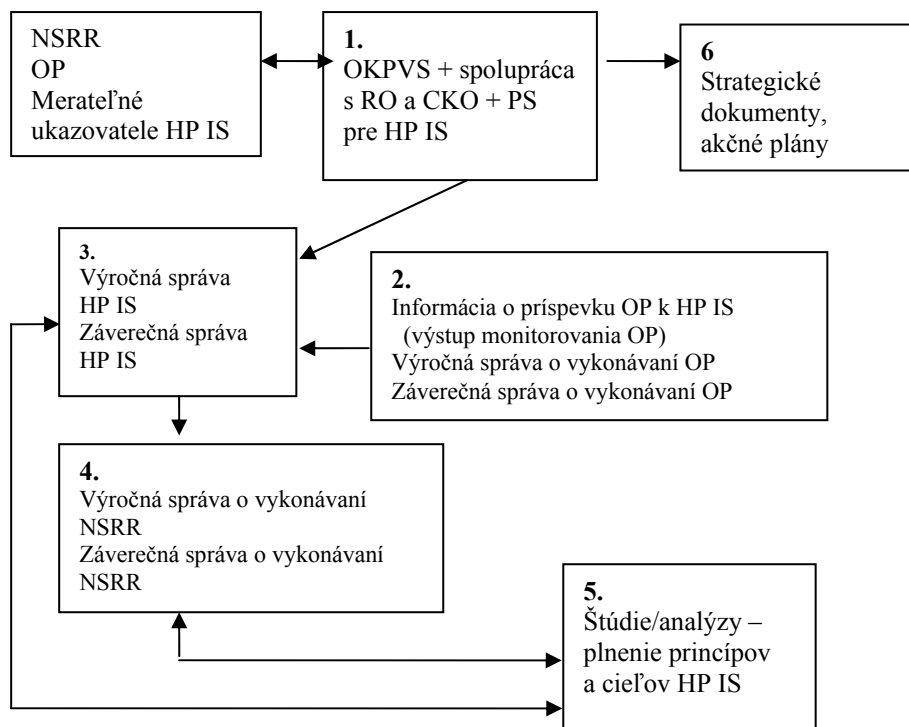 NSRR
OP
Merateľné
ukazovatele HP IS
1.
OKPVS + spolupráca
s RO a CKO + PS
pre HP IS
6
Strategické
dokumenty,
akčné plány
3.
Výročná správa
HP IS
Záverečná správa
HP IS
2.
Informácia o príspevku OP k HP IS
(výstup monitorovania OP)
Výročná správa o vykonávaní OP
Záverečná správa o vykonávaní OP
4.
Výročná správa o vykonávaní
NSRR
Záverečná správa o vykonávaní
NSRR
5.
Štúdie/analýzy –
plnenie princípov
a cieľov HP IS